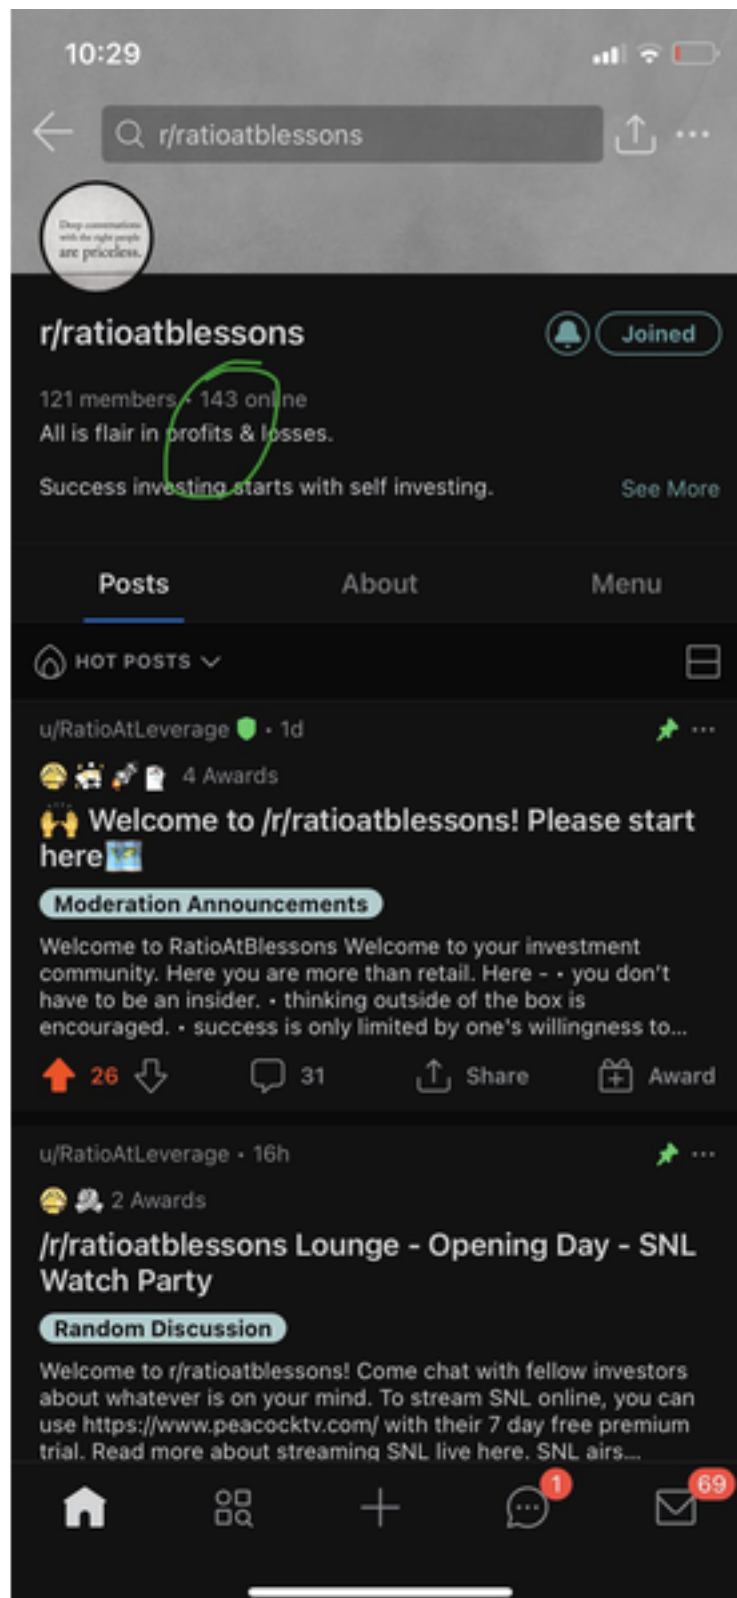 10:29
r/ratioatblessons
Deep conversations
with the right people
are priceless.
r/ratioatblessons
Joined
121 members • 143 online
All is flair in profits & losses.
Success investing starts with self investing.
See More
Posts
About
Menu
HOT POSTS
u/RatioAtLeverage • 1d
4 Awards
🙌 Welcome to /r/ratioatblessons! Please start
here🗺️
Moderation Announcements
Welcome to RatioAtBlessons Welcome to your investment
community. Here you are more than retail. Here - • you don't
have to be an insider. • thinking outside of the box is
encouraged. • success is only limited by one's willingness to...
26
31
Share
Award
u/RatioAtLeverage • 16h
2 Awards
/r/ratioatblessons Lounge - Opening Day - SNL
Watch Party
Random Discussion
Welcome to r/ratioatblessons! Come chat with fellow investors
about whatever is on your mind. To stream SNL online, you can
use https://www.peacocktv.com/ with their 7 day free premium
trial. Read more about streaming SNL live here. SNL airs...
1
69